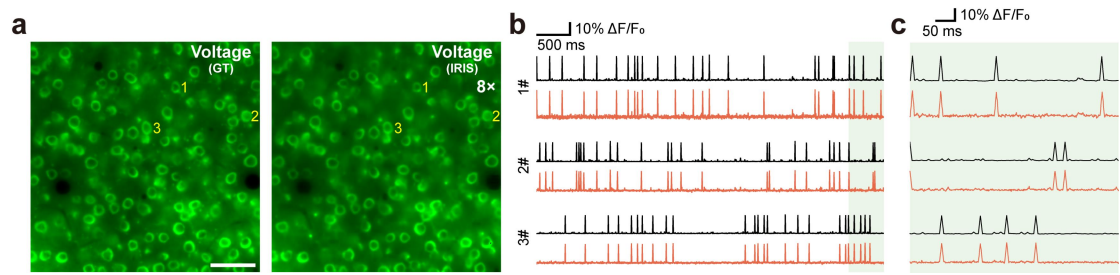 a
Voltage
(GT)
1
2
3
Voltage
(IRIS)
8×
1
2
3
b
10% ΔF/F₀
500 ms
1#
2#
3#
c
10% ΔF/F₀
50 ms